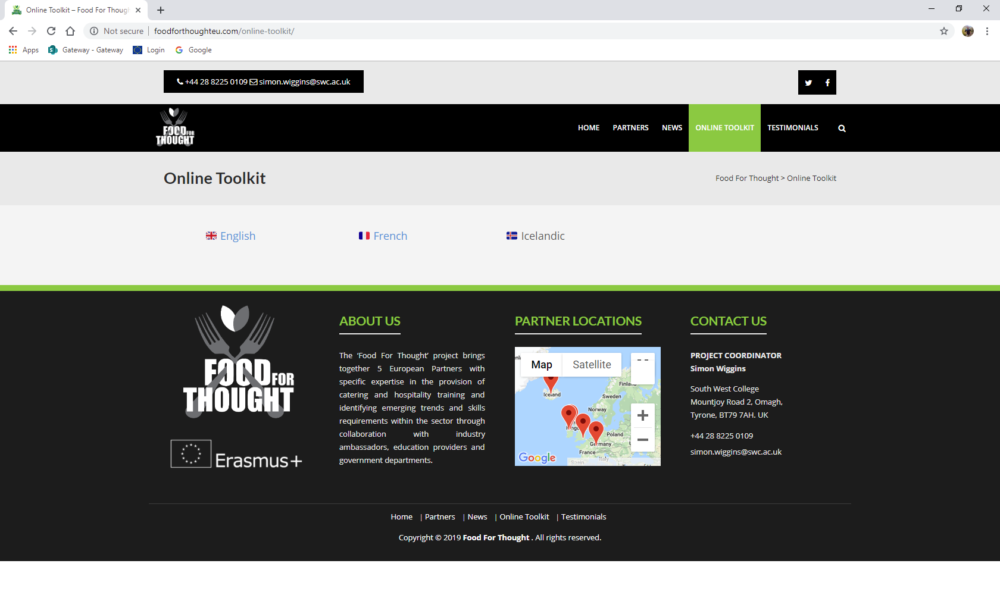 Online Toolkit – Food For Though
Not secure
foodforthoughteu.com/online-toolkit/
Apps
Gateway - Gateway
Login
Google
+44 28 8225 0109 simon.wiggins@swc.ac.uk
FOOD FOR
THOUGHT
HOME
PARTNERS
NEWS
ONLINE TOOLKIT
TESTIMONIALS
Online Toolkit
Food For Thought > Online Toolkit
English
French
Icelandic
FOOD FOR
THOUGHT
Erasmus+
ABOUT US
The ‘Food For Thought’ project brings
together 5 European Partners with
specific expertise in the provision of
catering and hospitality training and
identifying emerging trends and skills
requirements within the sector through
collaboration with industry
ambassadors, education providers and
government departments.
PARTNER LOCATIONS
Map
Satellite
Iceland
Finlan
Sweden
Norway
Poland
Germany
France
Spain
Italy
Google
CONTACT US
PROJECT COORDINATOR
Simon Wiggins
South West College
Mountjoy Road 2, Omagh,
Tyrone, BT79 7AH. UK
+44 28 8225 0109
simon.wiggins@swc.ac.uk
Home | Partners | News | Online Toolkit | Testimonials
Copyright © 2019 Food For Thought . All rights reserved.